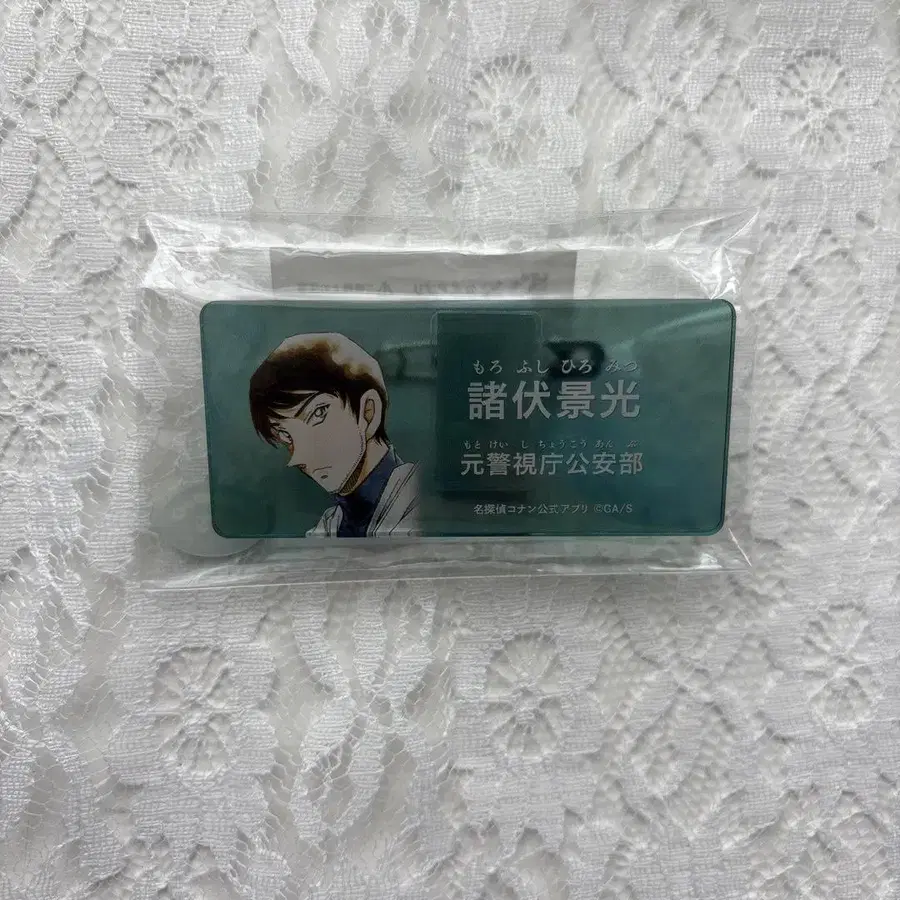 もろ ふし ひろ みつ
諸伏景光
もと けい し ちょうこう あん ぶ
元警視庁公安部
名探偵コナン公式アプリ ©GA/S